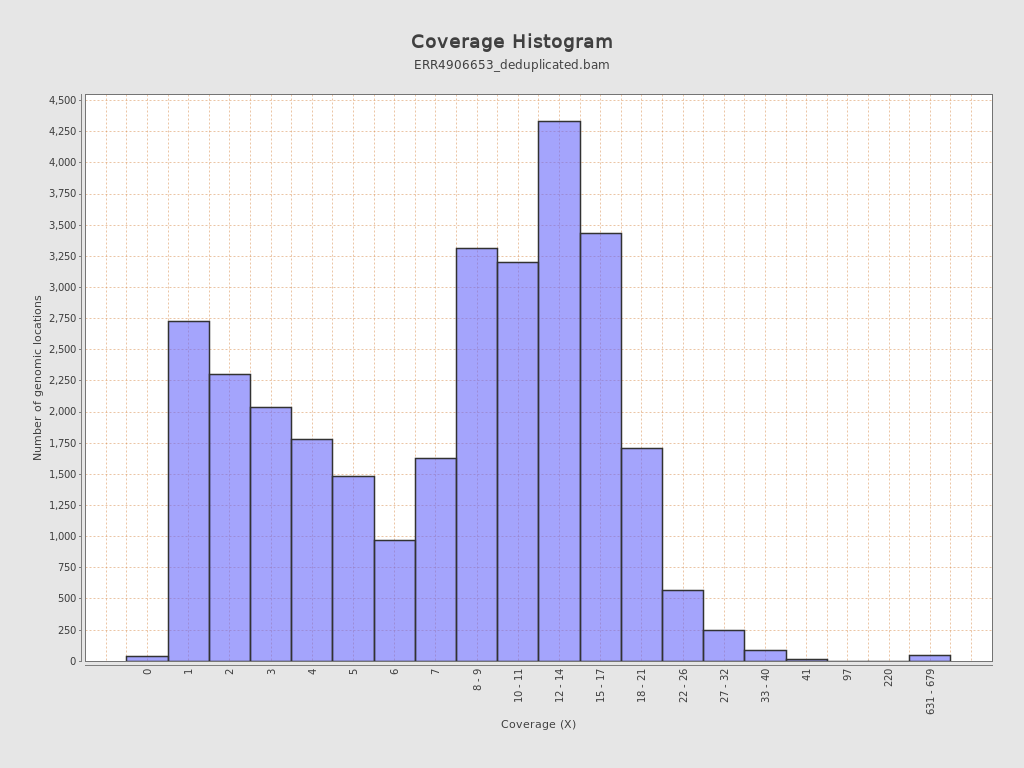 Coverage Histogram
ERR4906653_deduplicated.bam
Number of genomic locations
4,500
4,250
4,000
3,750
3,500
3,250
3,000
2,750
2,500
2,250
2,000
1,750
1,500
1,250
1,000
750
500
250
0
0
1
2
3
4
5
6
7
8 - 9
10 - 11
12 - 14
15 - 17
18 - 21
22 - 26
27 - 32
33 - 40
41
97
220
631 - 679
Coverage (X)